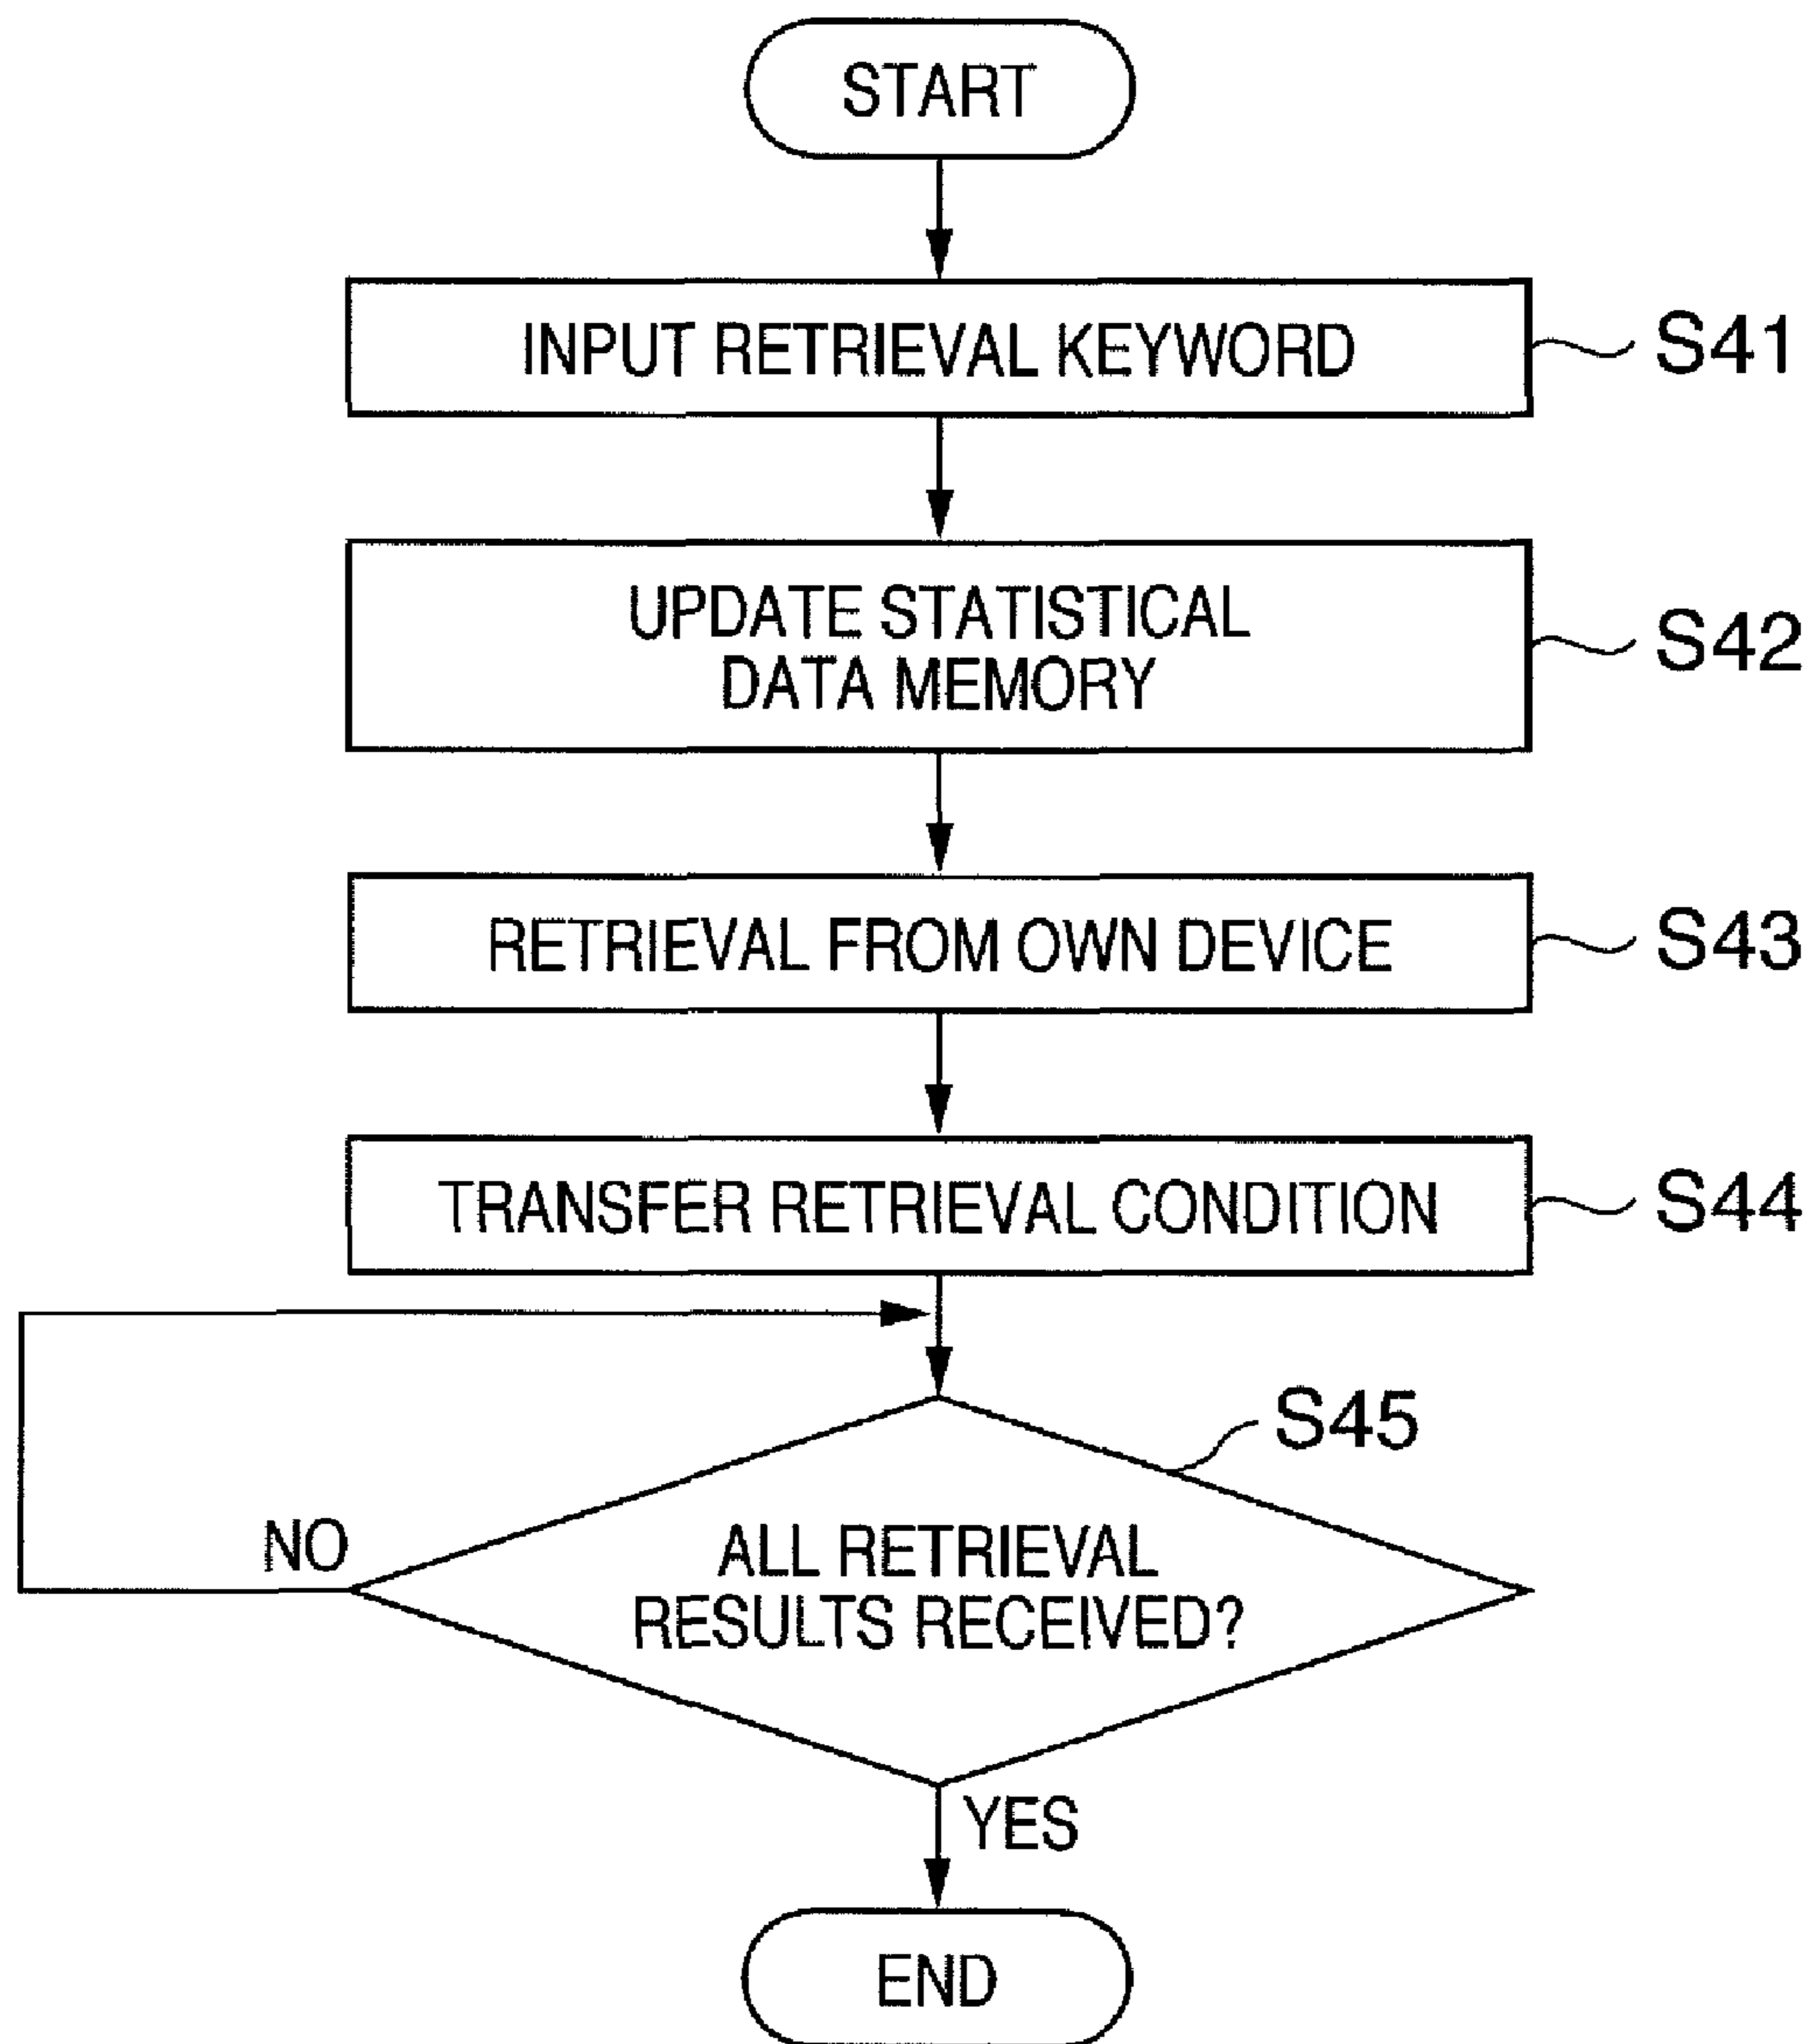 START
INPUT RETRIEVAL KEYWORD
S41
UPDATE STATISTICAL
DATA MEMORY
S42
RETRIEVAL FROM OWN DEVICE
S43
TRANSFER RETRIEVAL CONDITION
S44
S45
NO
ALL RETRIEVAL
RESULTS RECEIVED?
YES
END